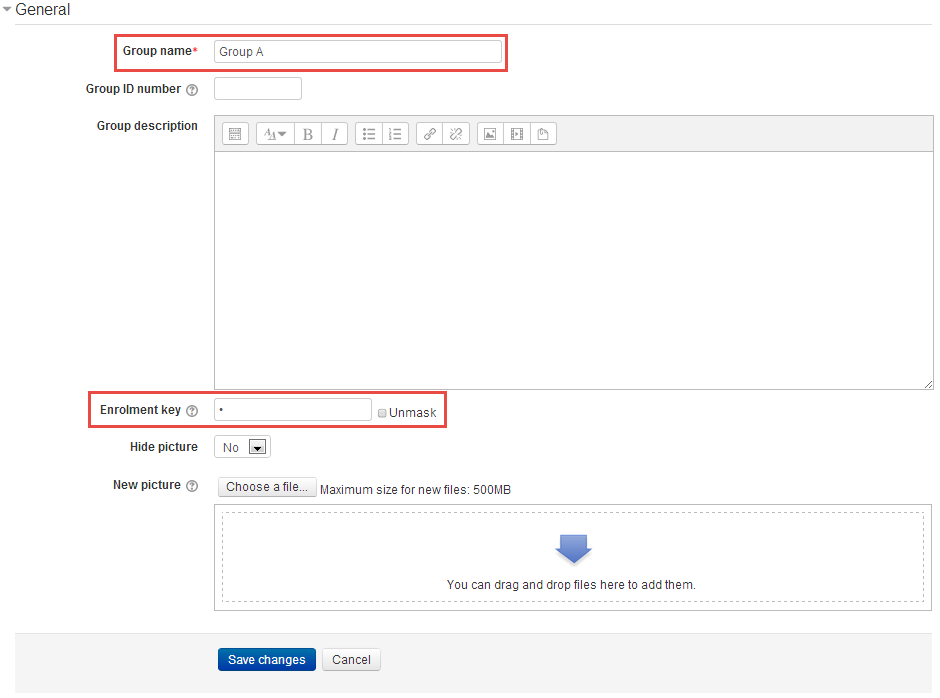 General
Group name*
Group A
Group ID number
Group description
B I
Enrolment key
• Unmask
Hide picture
No
New picture
Choose a file... Maximum size for new files: 500MB
You can drag and drop files here to add them.
Save changes Cancel